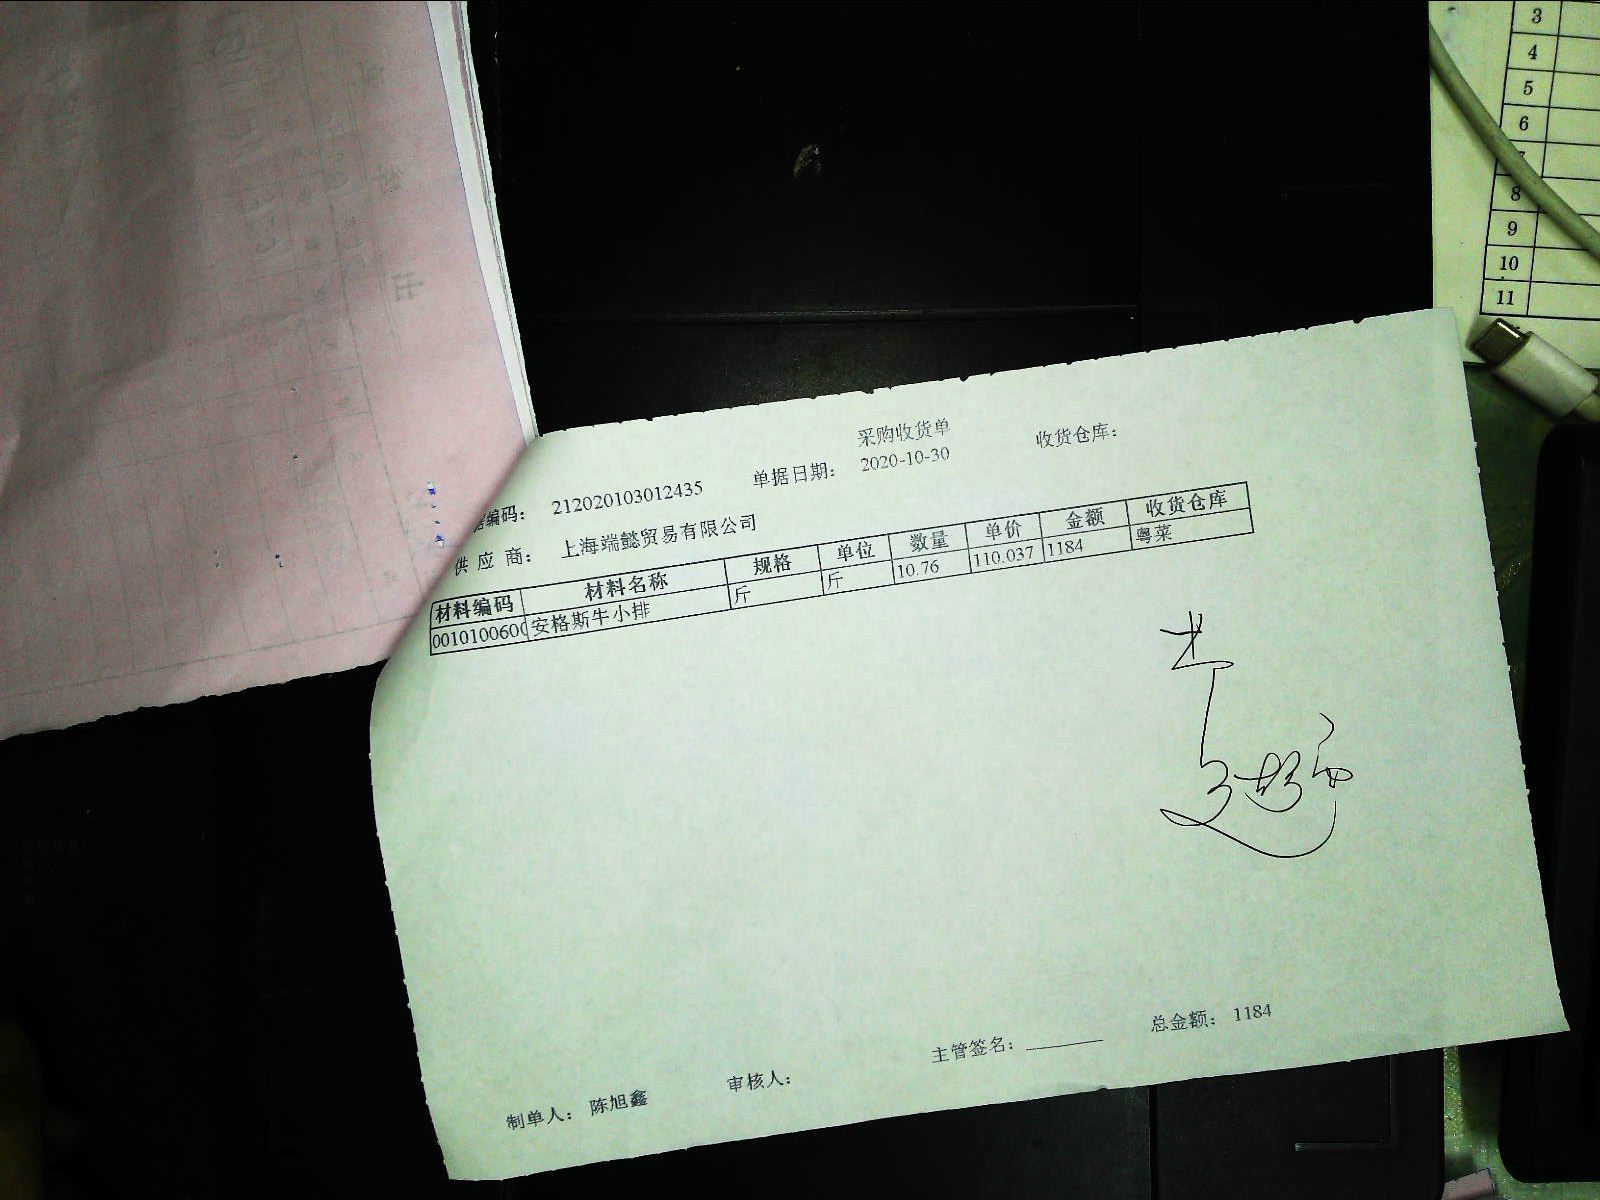 采购收货单
编码： 212020103012435 单据日期： 2020-10-30 收货仓库：
供 应 商： 上海端懿贸易有限公司
材料编码 材料名称 规格 单位 数量 单价 金额 收货仓库
0010100600 安格斯牛小排 斤 斤 10.76 110.037 1184 粤菜
制单人： 陈旭鑫 审核人： 主管签名： 总金额： 1184
3
4
5
6
7
8
9
10
11